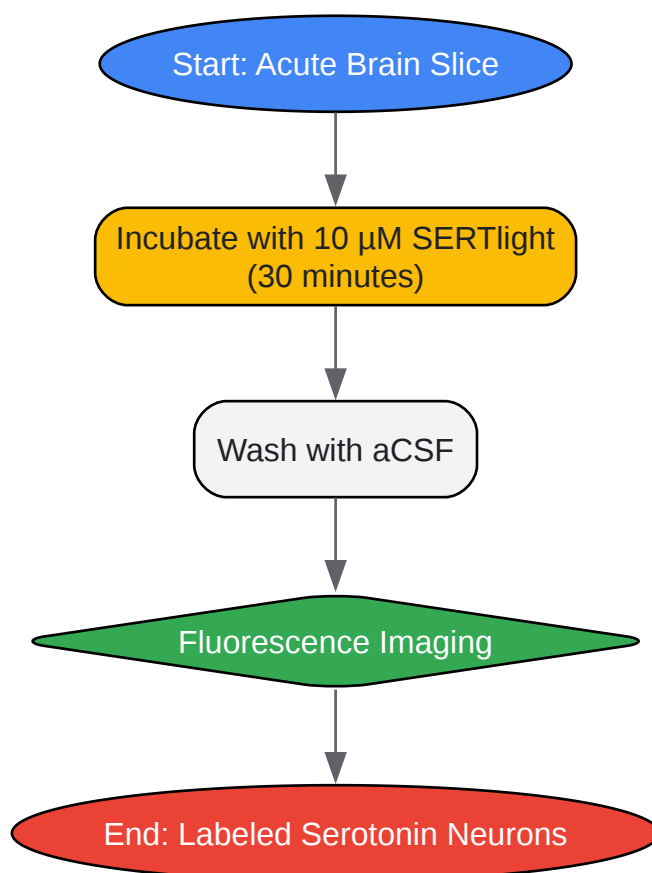 Start: Acute Brain Slice
Incubate with 10 µM SERTlight
(30 minutes)
Wash with aCSF
Fluorescence Imaging
End: Labeled Serotonin Neurons